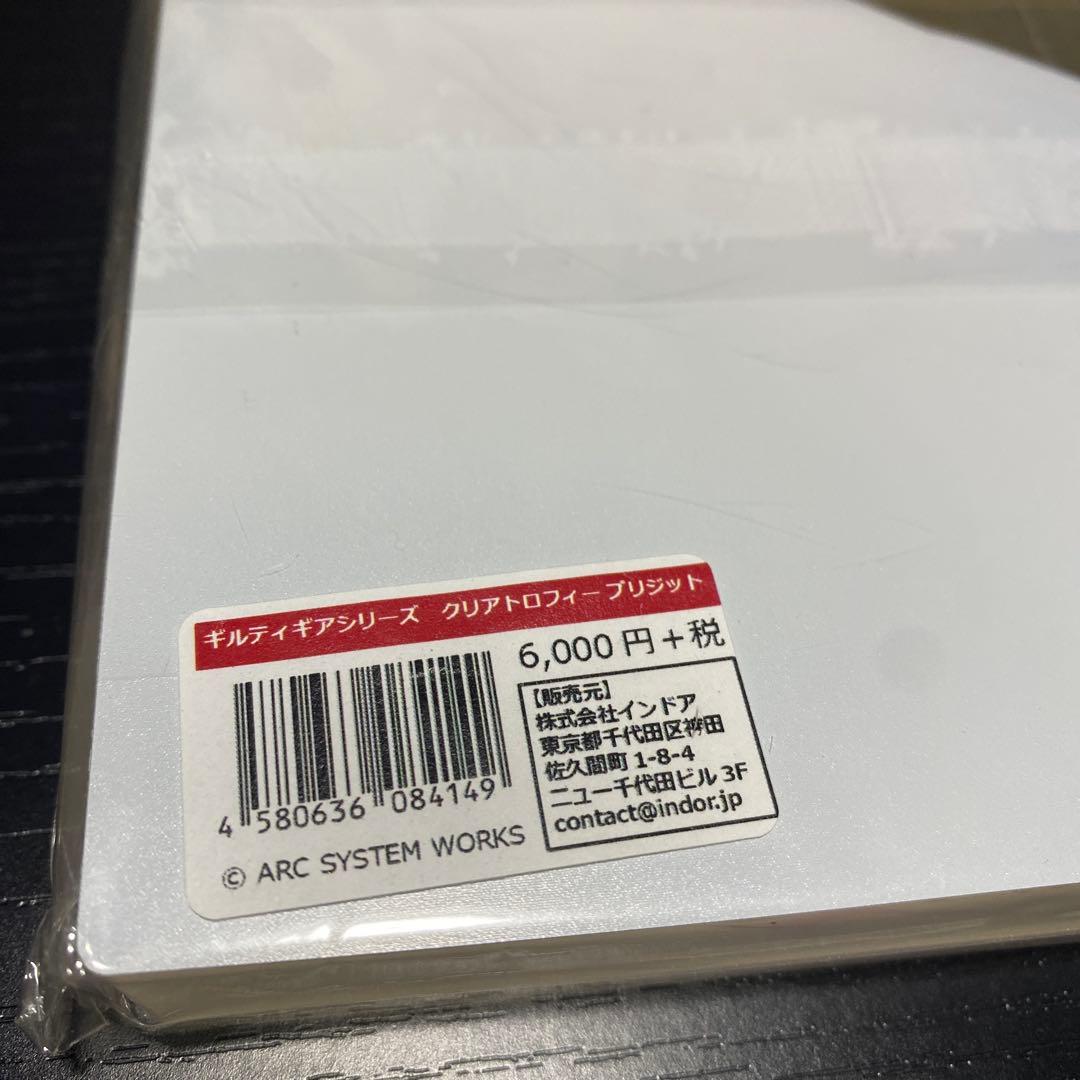 ギルティギアシリーズ　クリアトロフィー ブリジット
6,000 円＋税
4 580636 084149
© ARC SYSTEM WORKS
【販売元】
株式会社インドア
東京都千代田区神田
佐久間町 1-8-4
ニュー千代田ビル 3F
contact@indor.jp